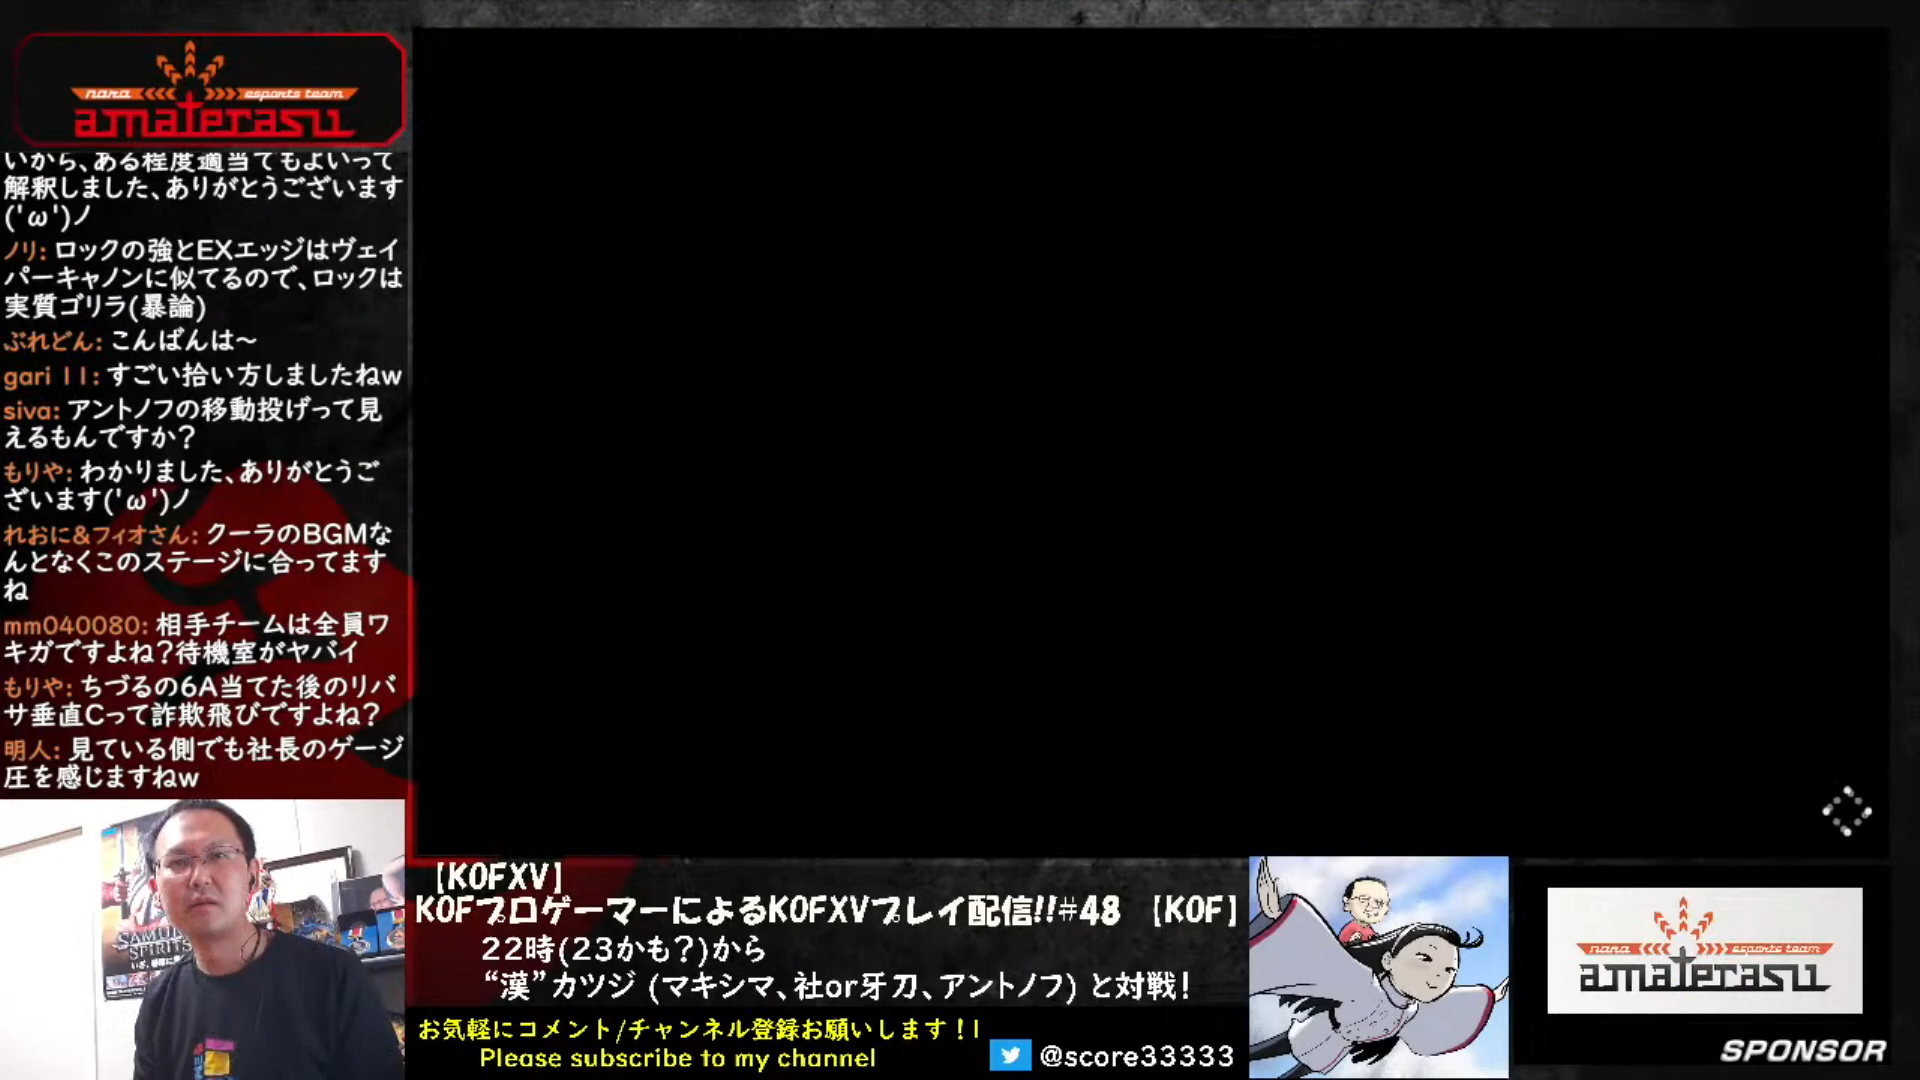 nara esports team
amaterasu
いから、ある程度適当でもよいって
解釈しました、ありがとうございます
('ω')ノ
ノリ: ロックの強とEXエッジはヴェイ
パーキャノンに似てるので、ロックは
実質ゴリラ(暴論)
ぶれどん: こんばんは～
gari II: すごい拾い方しましたねw
siva: アントノフの移動投げって見
えるもんですか？
もりや: わかりました、ありがとうご
ざいます('ω')ノ
れおに&フィオさん: クーラのBGMな
んとなくこのステージに合ってます
ね
mm040080: 相手チームは全員ワ
キガですよね？待機室がヤバイ
もりや: ちづるの6A当てた後のリバ
サ垂直Cって詐欺飛びですよね？
明人: 見ている側でも社長のゲージ
圧を感じますねw
SAMURAI
SPIRITS
【KOFXV】
KOFプロゲーマーによるKOFXVプレイ配信!!#48 【KOF】
22時(23かも？)から
“漢”カツジ (マキシマ、社or牙刀、アントノフ) と対戦！
お気軽にコメント/チャンネル登録お願いします！|
Please subscribe to my channel
@score33333
nara esports team
amaterasu
SPONSOR